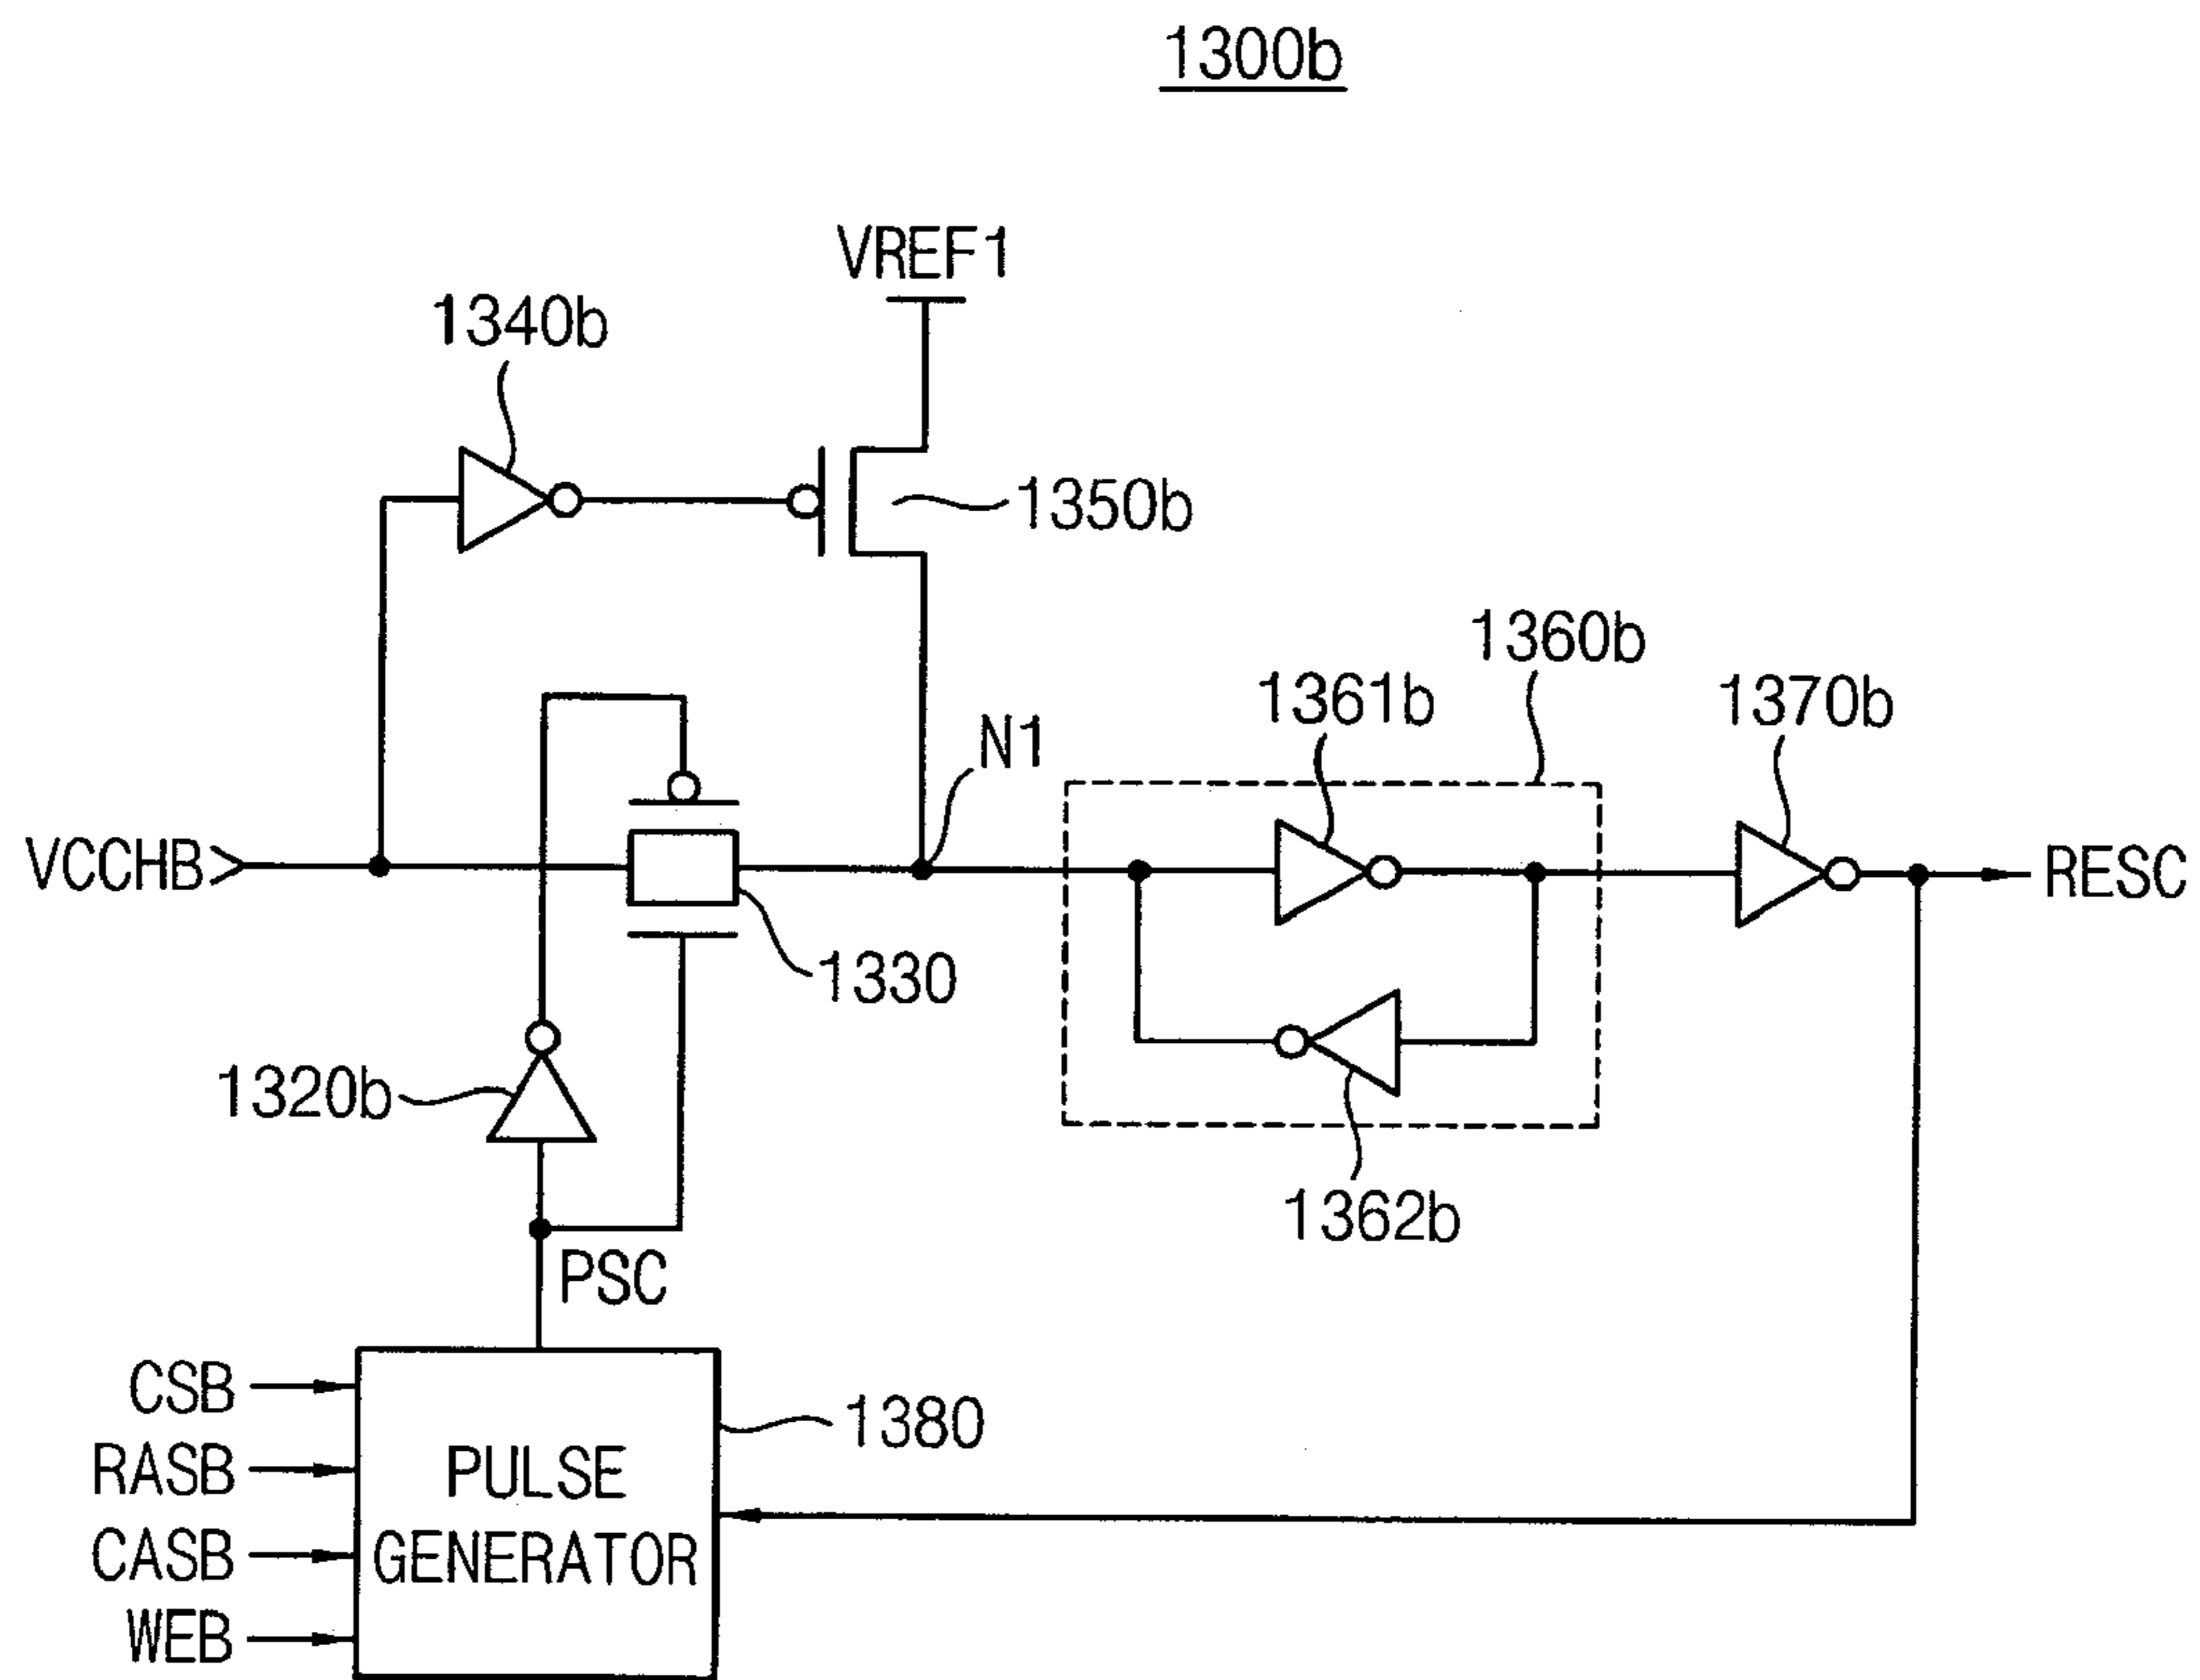 1300b
VREF1
1340b
1350b
1360b
1361b
1370b
N1
VCCHB
RESC
1330
1320b
1362b
PSC
CSB
1380
RASB
PULSE
GENERATOR
CASB
WEB